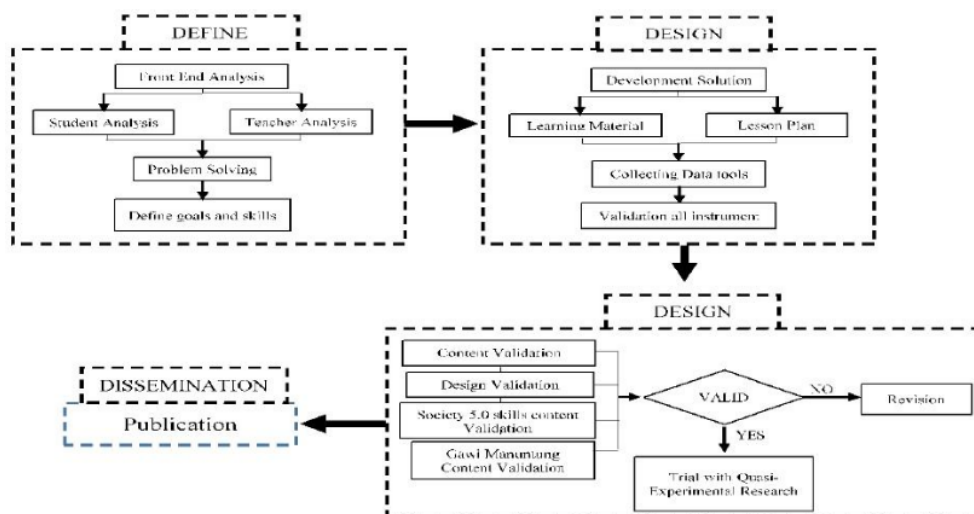 DEFINE
Front End Analysis
Student Analysis
Teacher Analysis
Problem Solving
Define goals and skills
DESIGN
Development Solution
Learning Material
Lesson Plan
Collecting Data tools
Validation all instrument
DESIGN
Content Validation
Design Validation
Society 5.0 skills content
Validation
Gawi Manuntung
Content Validation
VALID
NO
Revision
YES
Trial with Quasi-
Experimental Research
DISSEMINATION
Publication